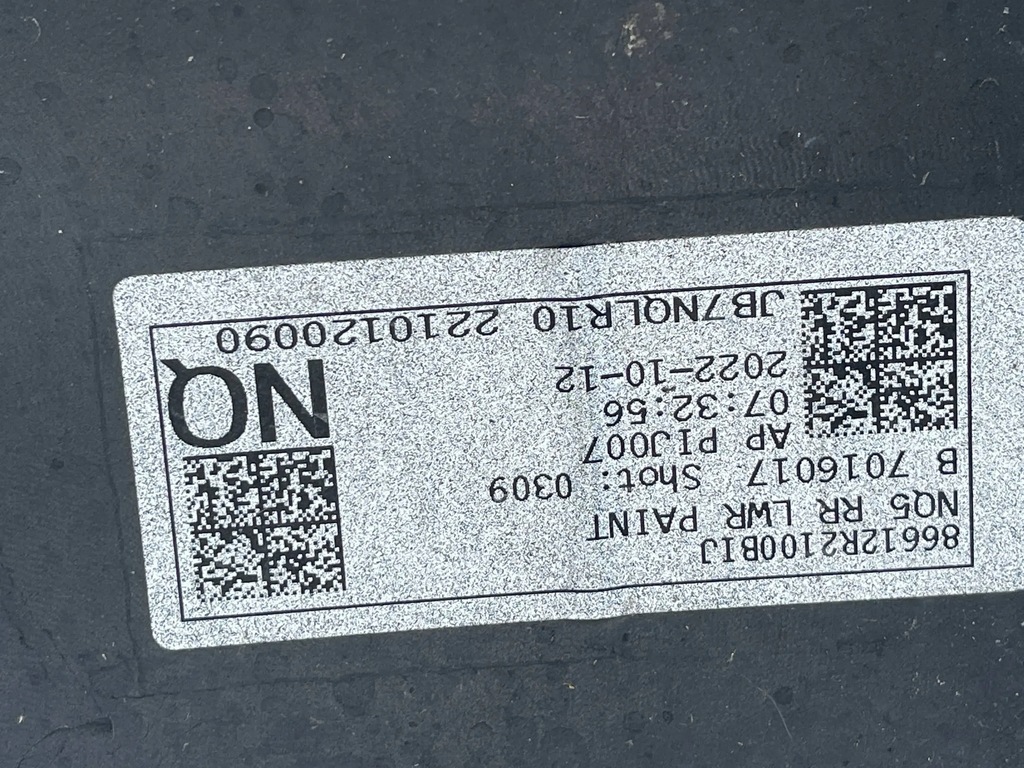 86612R2100BIJ
NQ5 RR LWR PAINT
B 7016017 Shot: 0309
AP PIJ007
07:32:56
2022-10-12
JB7NQLR10 2210120090
NQ